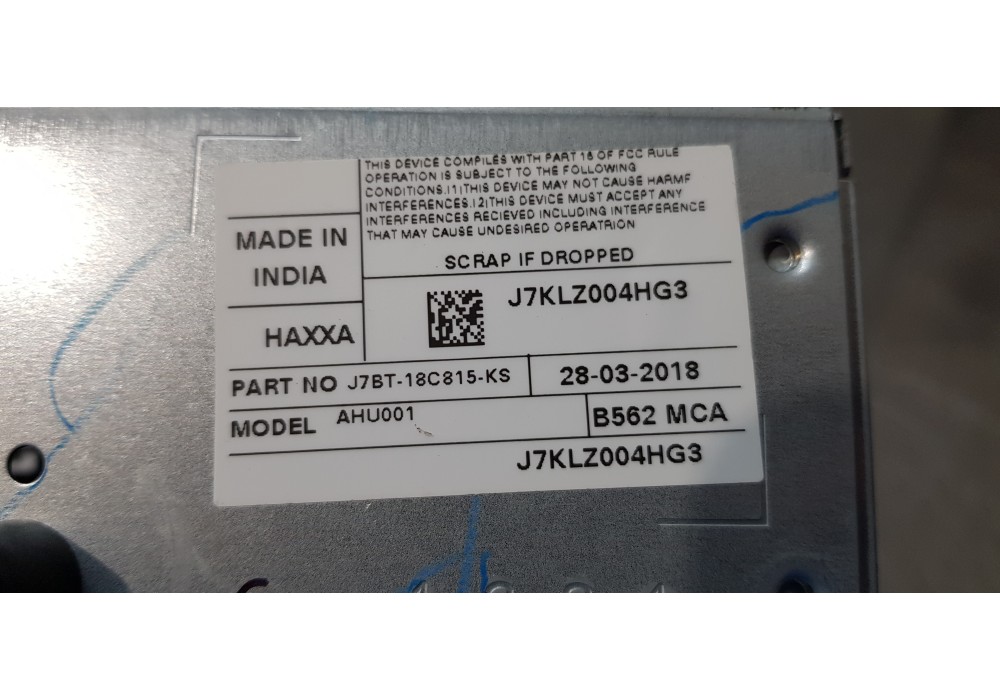 THIS DEVICE COMPILES WITH PART 15 OF FCC RULE
OPERATION IS SUBJECT TO THE FOLLOWING
CONDITIONS.(1)THIS DEVICE MAY NOT CAUSE HARMF
INTERFERENCES.(2)THIS DEVICE MUST ACCEPT ANY
INTERFERENCES RECIEVED INCLUDING INTERFERENCE
THAT MAY CAUSE UNDESIRED OPERATRION
SCRAP IF DROPPED
MADE IN
INDIA
J7KLZ004HG3
HAXXA
PART NO J7BT-18C815-KS
28-03-2018
MODEL AHU001
B562 MCA
J7KLZ004HG3